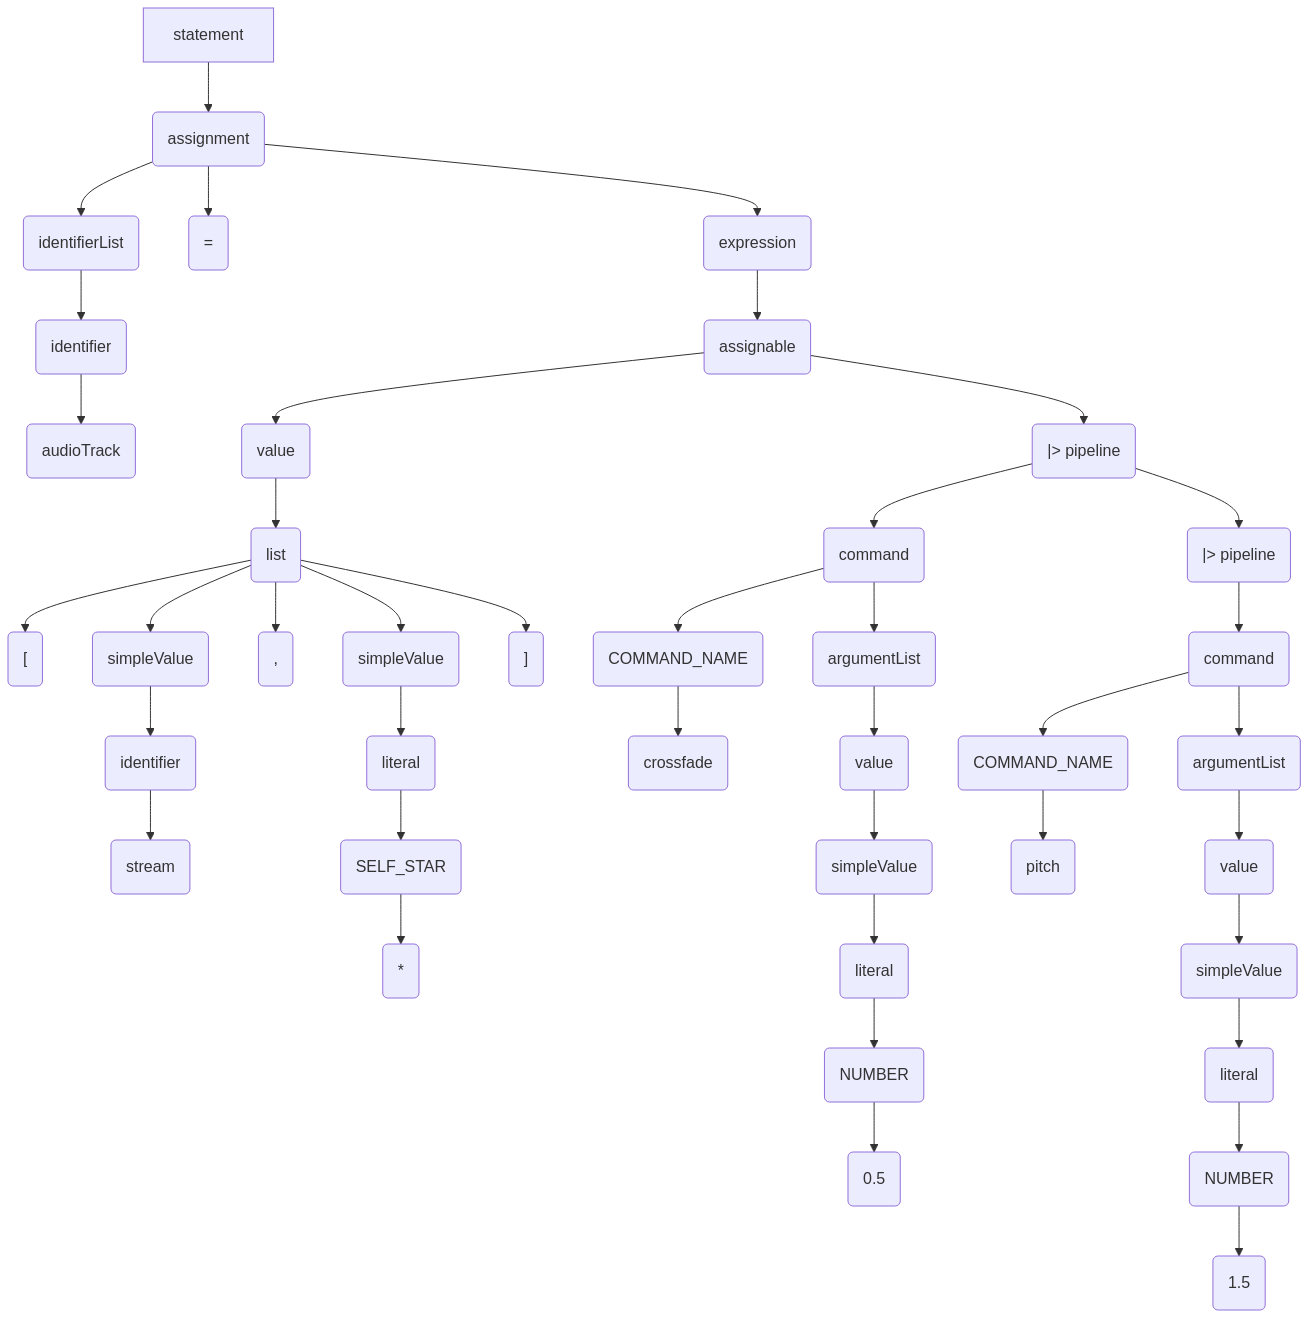 statement
assignment
identifierList
=
expression
identifier
assignable
audioTrack
value
|> pipeline
list
command
|> pipeline
[
simpleValue
,
simpleValue
]
COMMAND_NAME
argumentList
command
identifier
literal
crossfade
value
COMMAND_NAME
argumentList
stream
SELF_STAR
simpleValue
pitch
value
*
literal
simpleValue
NUMBER
literal
0.5
NUMBER
1.5